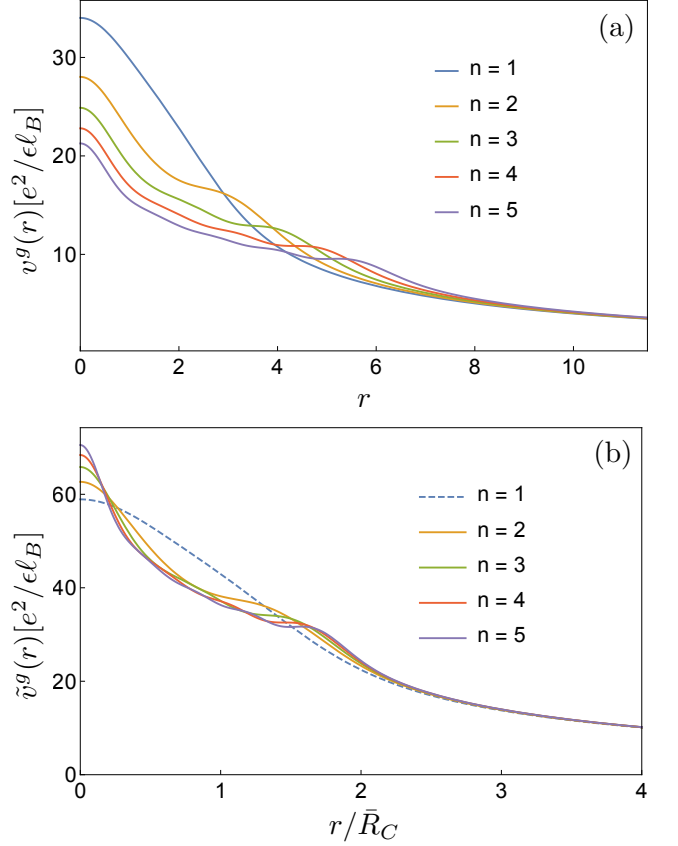 (a)
30
20
10
n = 1
n = 2
n = 3
n = 4
n = 5
v^g(r)[e^2/ϵℓ_B]
0 2 4 6 8 10
r
(b)
60
40
20
0
n = 1
n = 2
n = 3
n = 4
n = 5
ṽ^g(r)[e^2/ϵℓ_B]
0 1 2 3 4
r/R̄_C